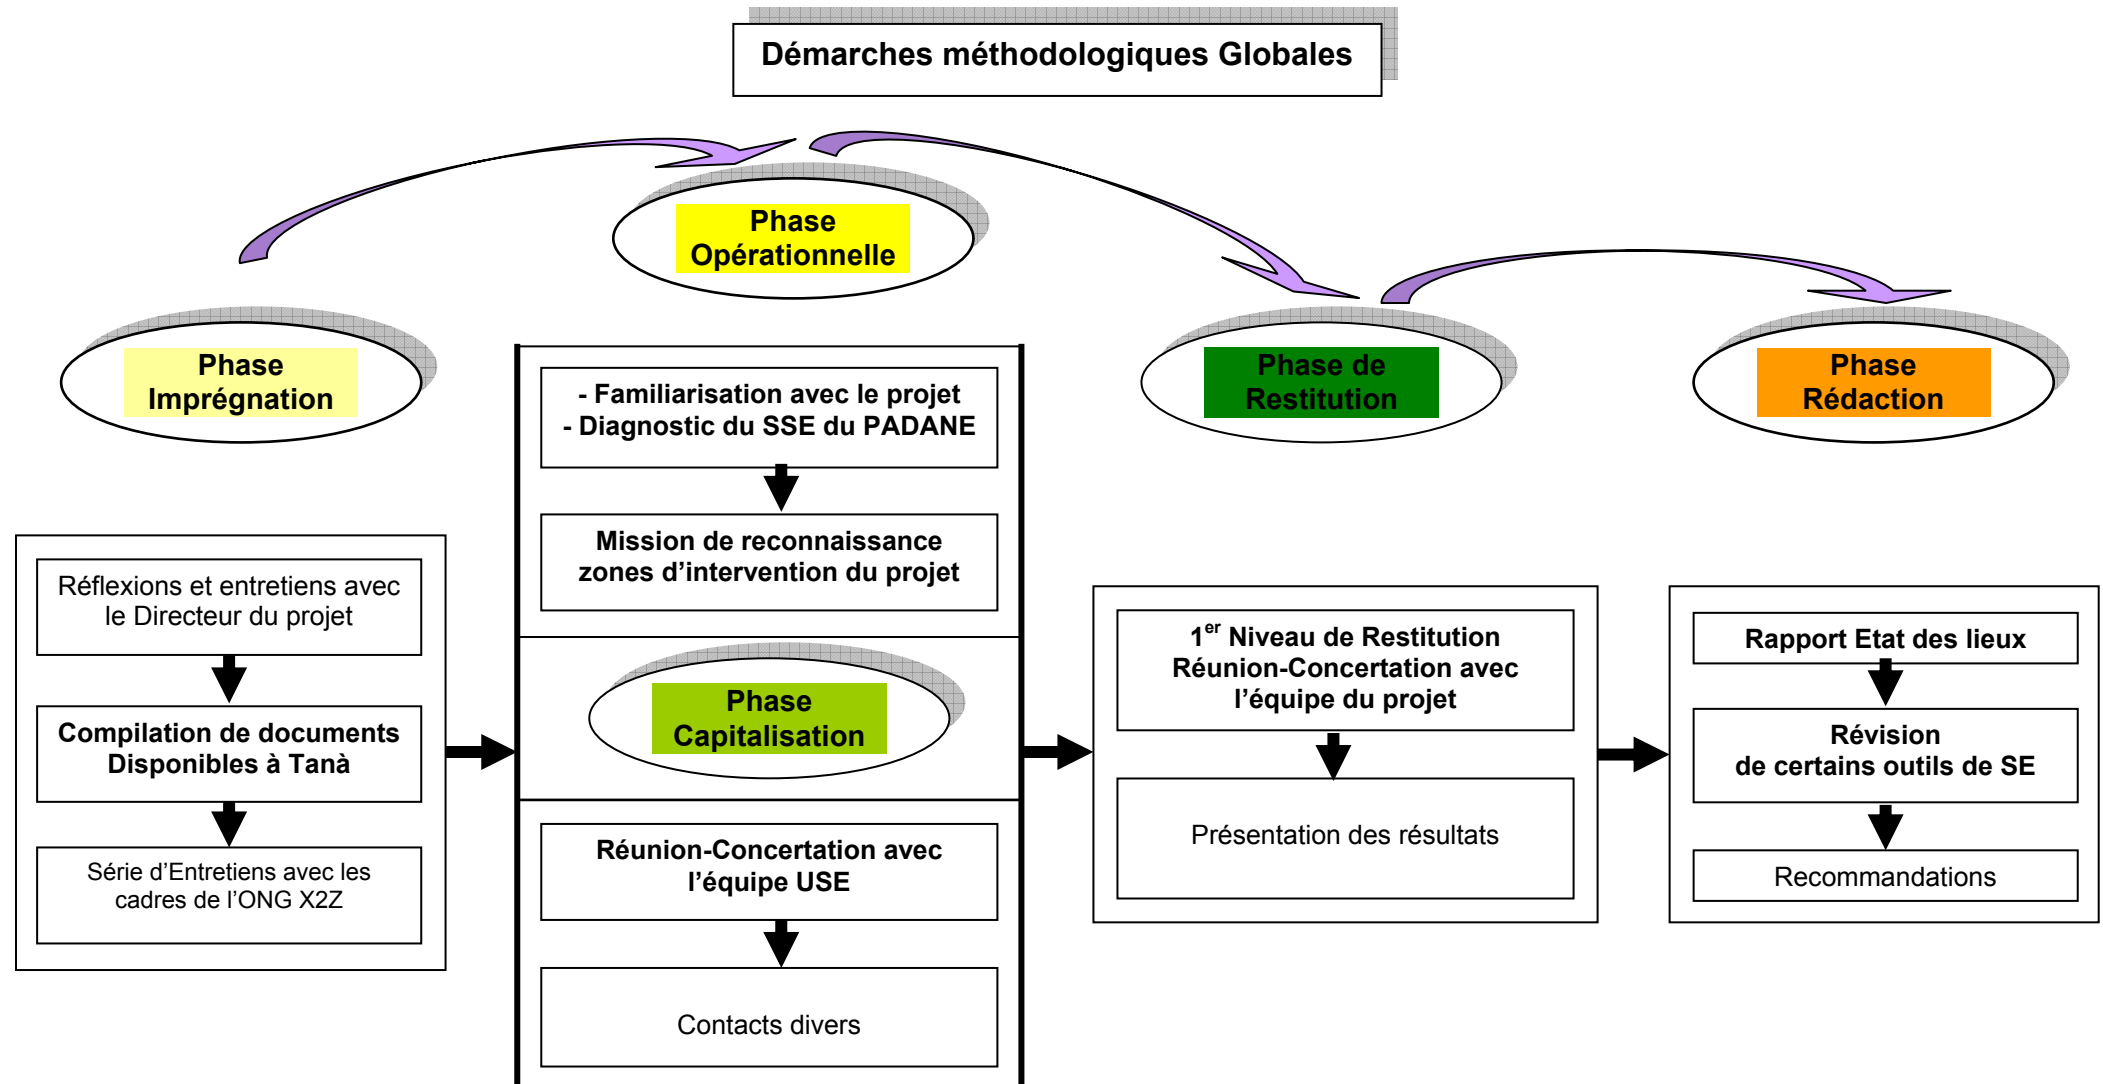 Démarches méthodologiques Globales
Phase
Opérationnelle
Phase
Imprégnation
Phase de
Restitution
Phase
Rédaction
Réflexions et entretiens avec
le Directeur du projet
Compilation de documents
Disponibles à Tanà
Série d'Entretiens avec les
cadres de l'ONG X2Z
- Familiarisation avec le projet
- Diagnostic du SSE du PADANE
Mission de reconnaissance
zones d'intervention du projet
Phase
Capitalisation
Réunion-Concertation avec
l'équipe USE
Contacts divers
1er Niveau de Restitution
Réunion-Concertation avec
l'équipe du projet
Présentation des résultats
Rapport Etat des lieux
Révision
de certains outils de SE
Recommandations